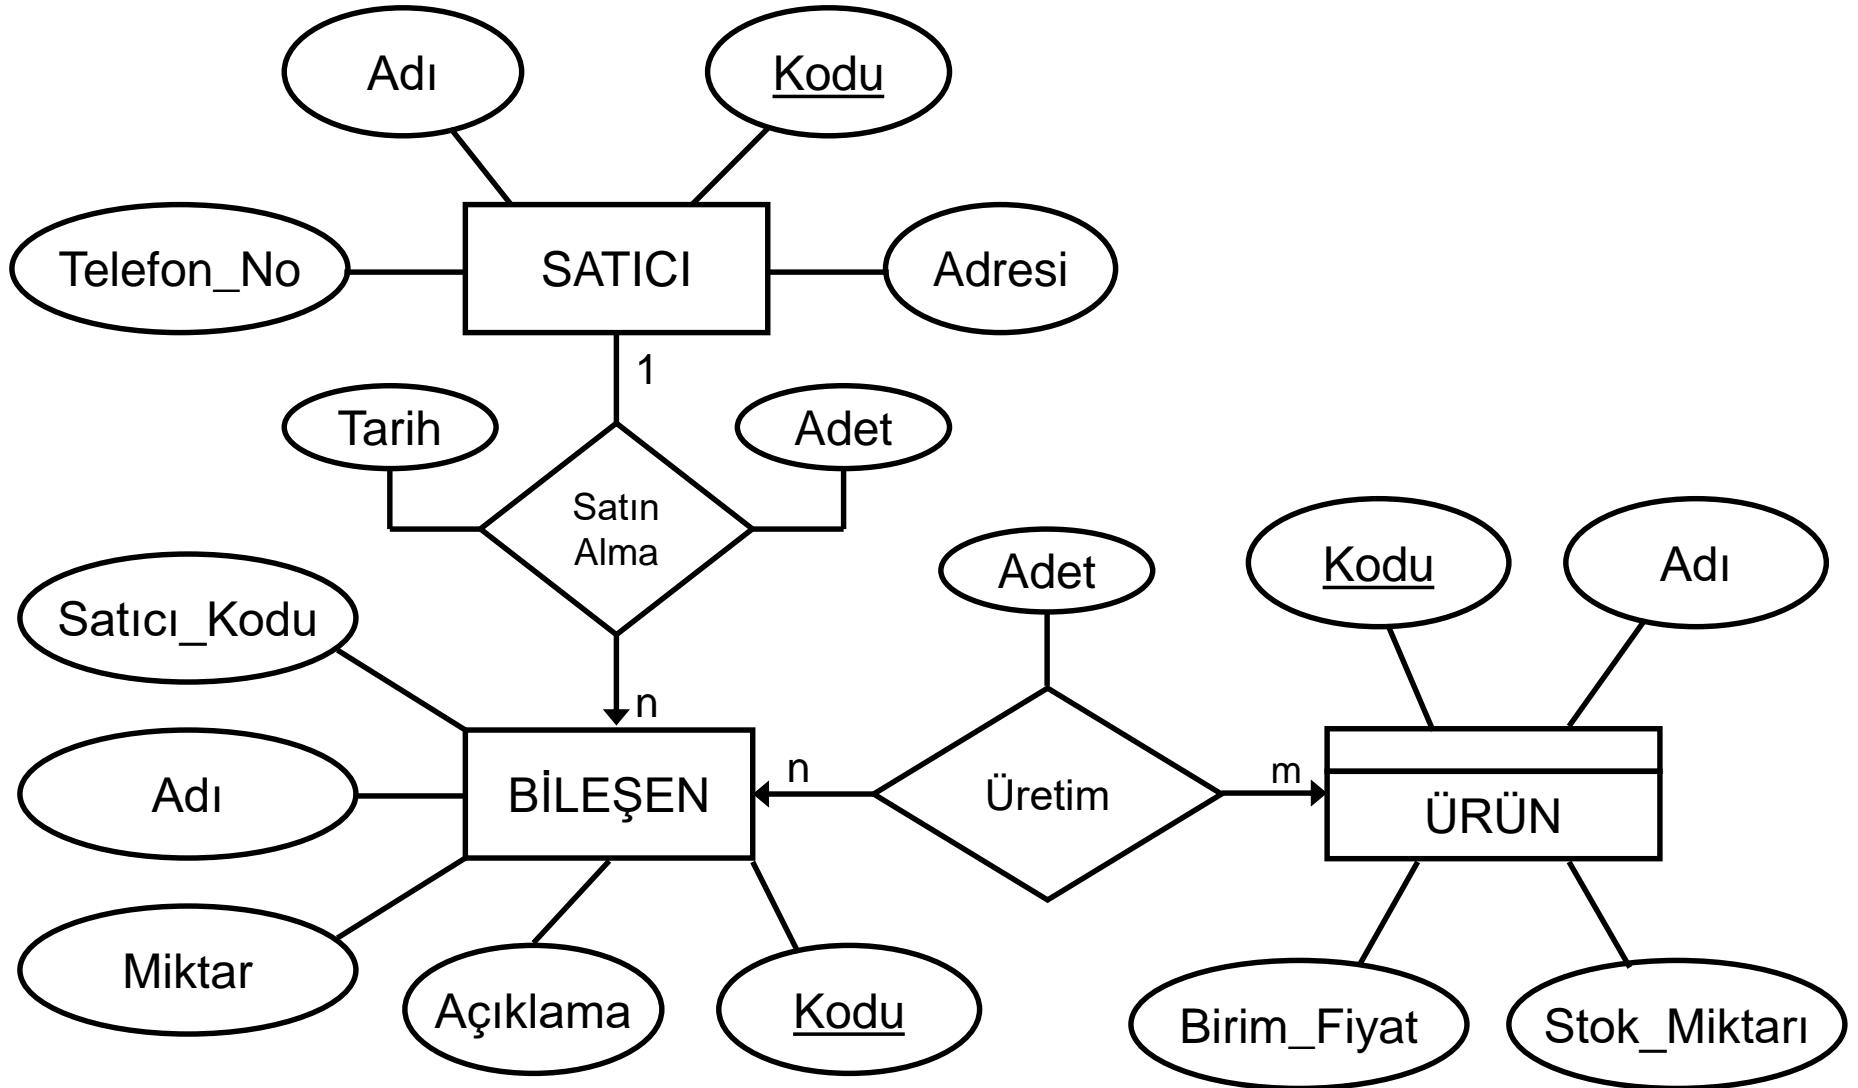 Adı
Kodu
Telefon_No
SATICI
Adresi
1
Tarih
Adet
Satın
Alma
Satıcı_Kodu
Adet
Kodu
Adı
n
Adı
BİLEŞEN
n
Üretim
m
ÜRÜN
Miktar
Açıklama
Kodu
Birim_Fiyat
Stok_Miktarı